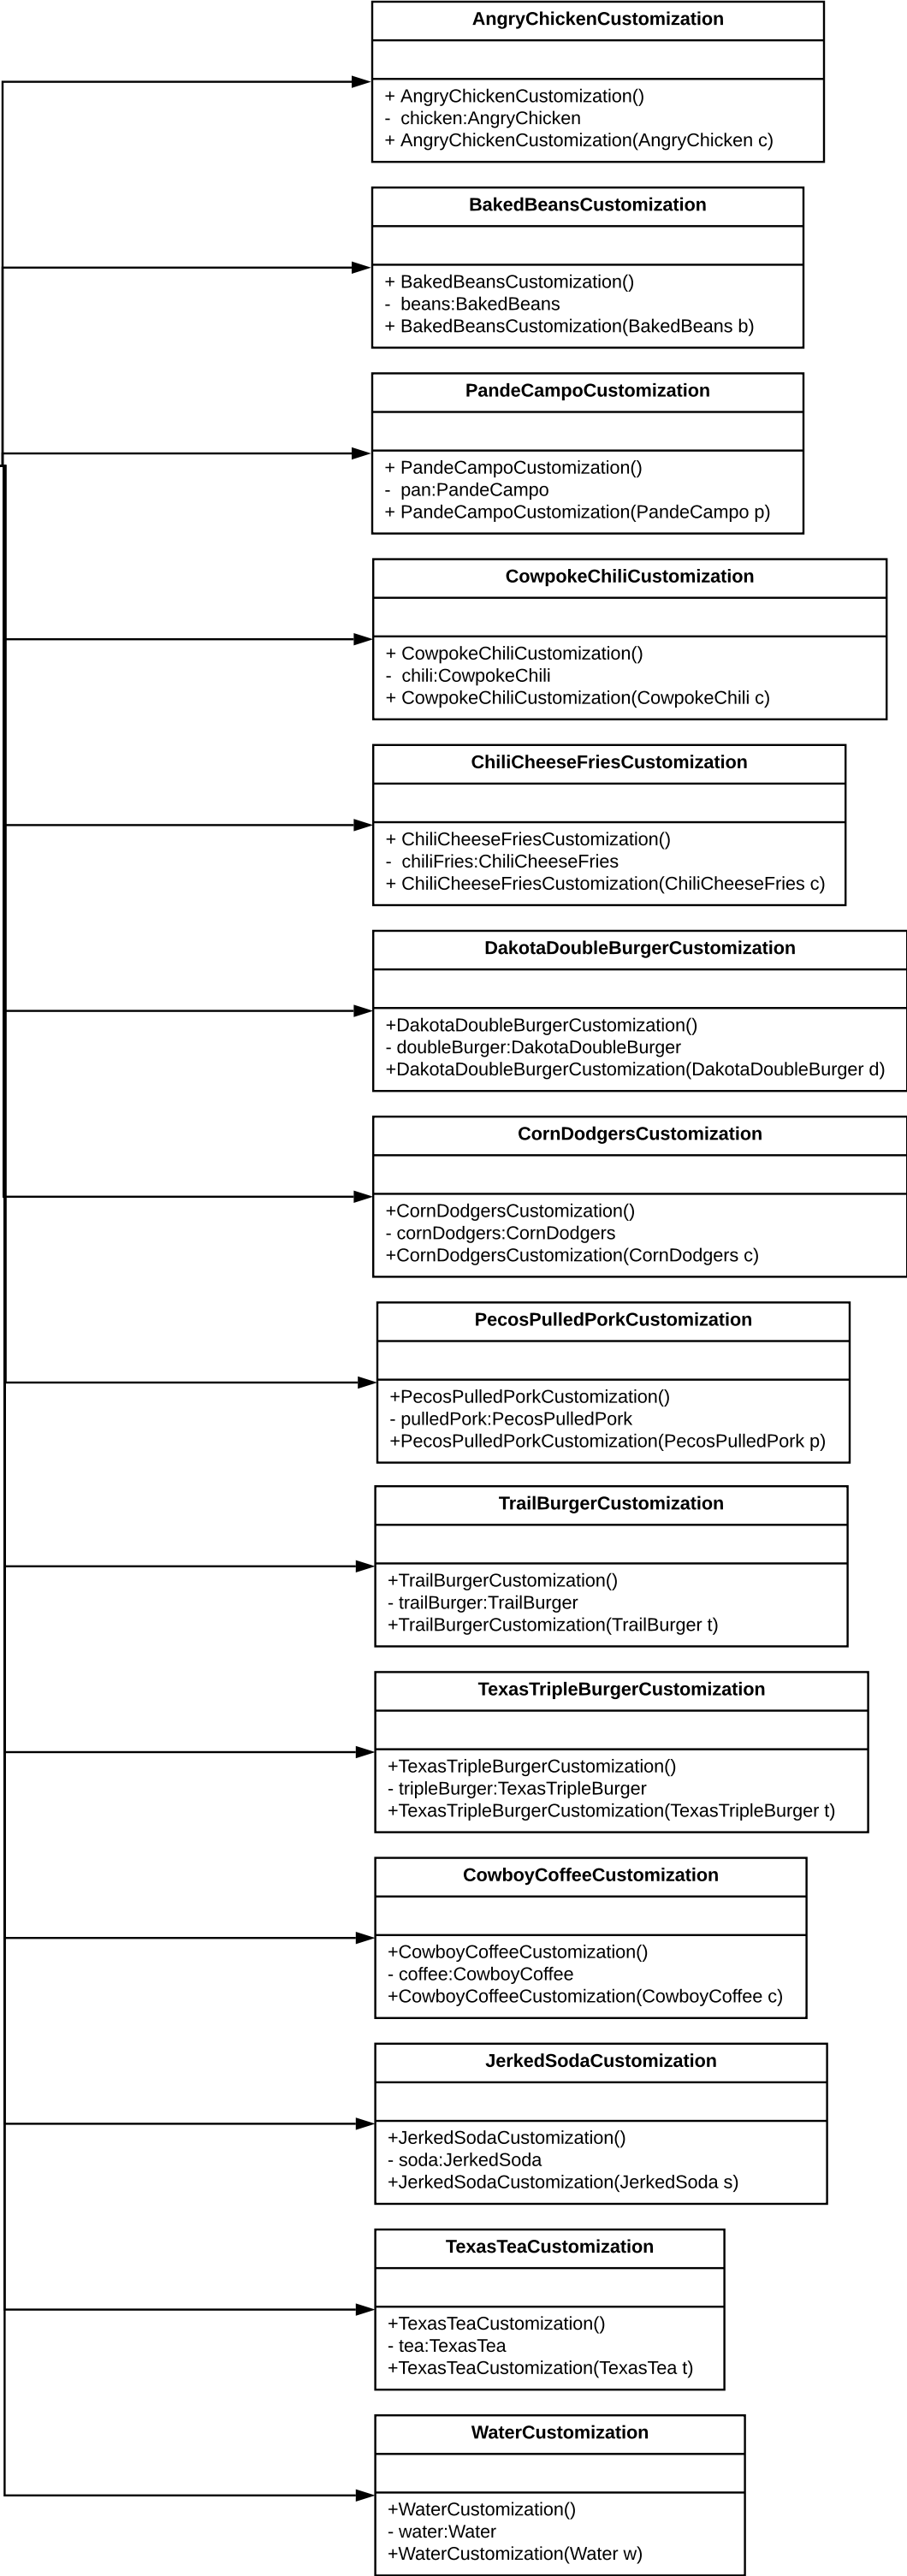 AngryChickenCustomization
+ AngryChickenCustomization()
- chicken:AngryChicken
+ AngryChickenCustomization(AngryChicken c)
BakedBeansCustomization
+ BakedBeansCustomization()
- beans:BakedBeans
+ BakedBeansCustomization(BakedBeans b)
PandeCampoCustomization
+ PandeCampoCustomization()
- pan:PandeCampo
+ PandeCampoCustomization(PandeCampo p)
CowpokeChiliCustomization
+ CowpokeChiliCustomization()
- chili:CowpokeChili
+ CowpokeChiliCustomization(CowpokeChili c)
ChiliCheeseFriesCustomization
+ ChiliCheeseFriesCustomization()
- chiliFries:ChiliCheeseFries
+ ChiliCheeseFriesCustomization(ChiliCheeseFries c)
DakotaDoubleBurgerCustomization
+DakotaDoubleBurgerCustomization()
- doubleBurger:DakotaDoubleBurger
+DakotaDoubleBurgerCustomization(DakotaDoubleBurger d)
CornDodgersCustomization
+CornDodgersCustomization()
- cornDodgers:CornDodgers
+CornDodgersCustomization(CornDodgers c)
PecosPulledPorkCustomization
+PecosPulledPorkCustomization()
- pulledPork:PecosPulledPork
+PecosPulledPorkCustomization(PecosPulledPork p)
TrailBurgerCustomization
+TrailBurgerCustomization()
- trailBurger:TrailBurger
+TrailBurgerCustomization(TrailBurger t)
TexasTripleBurgerCustomization
+TexasTripleBurgerCustomization()
- tripleBurger:TexasTripleBurger
+TexasTripleBurgerCustomization(TexasTripleBurger t)
CowboyCoffeeCustomization
+CowboyCoffeeCustomization()
- coffee:CowboyCoffee
+CowboyCoffeeCustomization(CowboyCoffee c)
JerkedSodaCustomization
+JerkedSodaCustomization()
- soda:JerkedSoda
+JerkedSodaCustomization(JerkedSoda s)
TexasTeaCustomization
+TexasTeaCustomization()
- tea:TexasTea
+TexasTeaCustomization(TexasTea t)
WaterCustomization
+WaterCustomization()
- water:Water
+WaterCustomization(Water w)